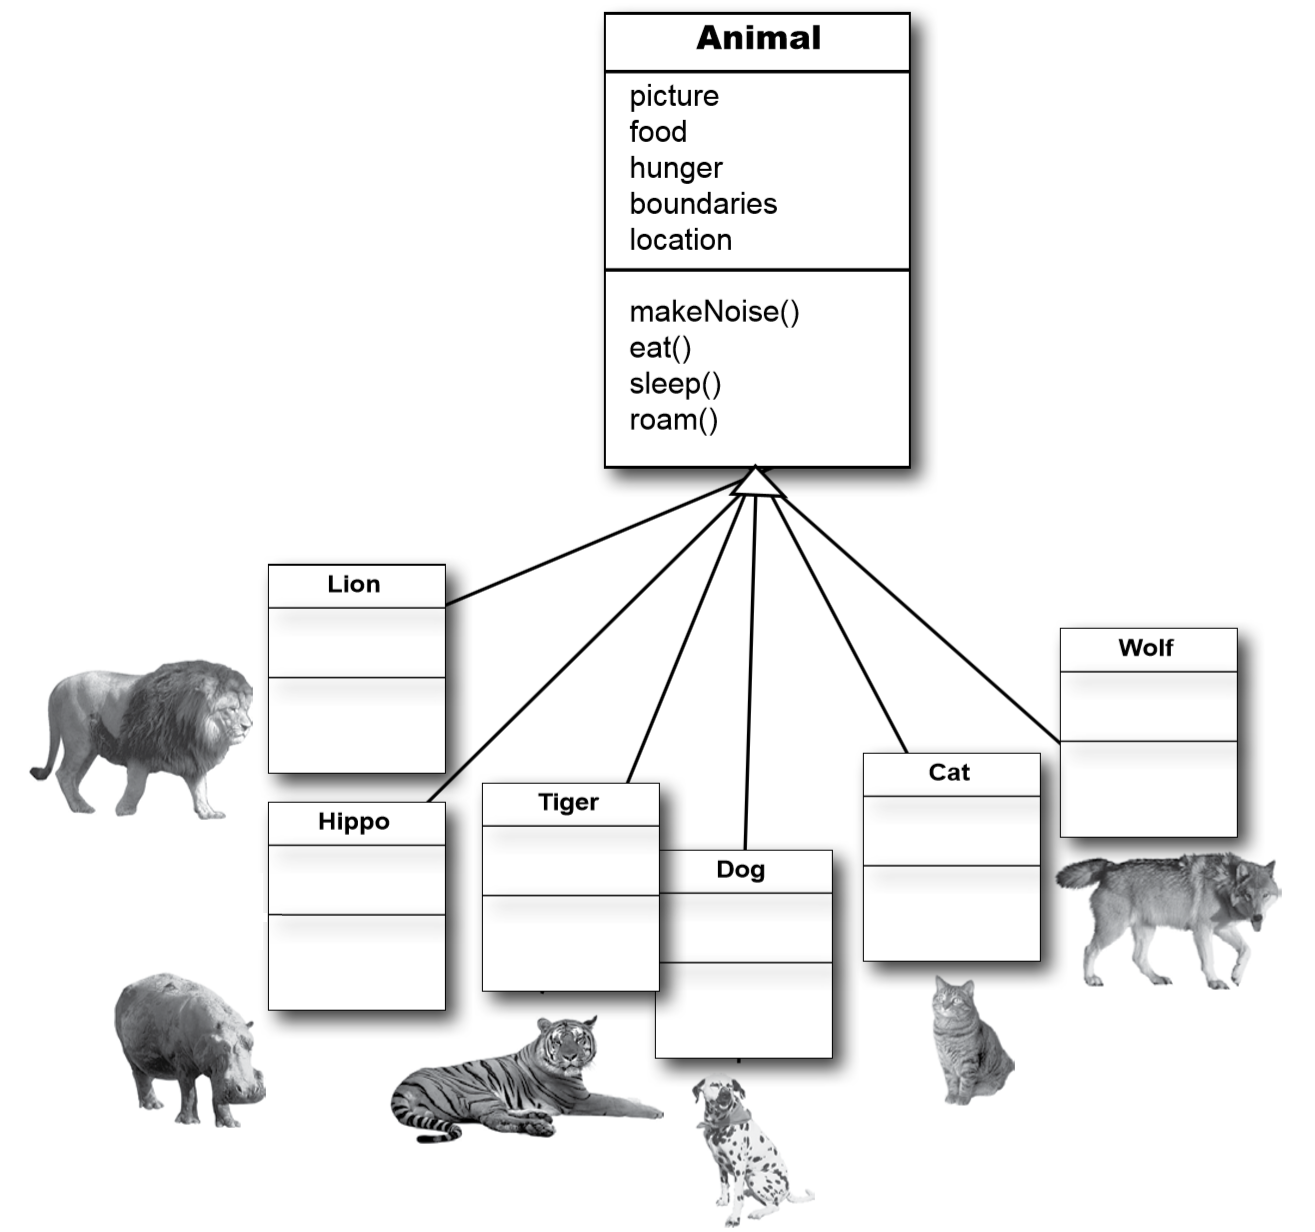 Animal
picture
food
hunger
boundaries
location
makeNoise()
eat()
sleep()
roam()
Lion
Hippo
Tiger
Dog
Cat
Wolf